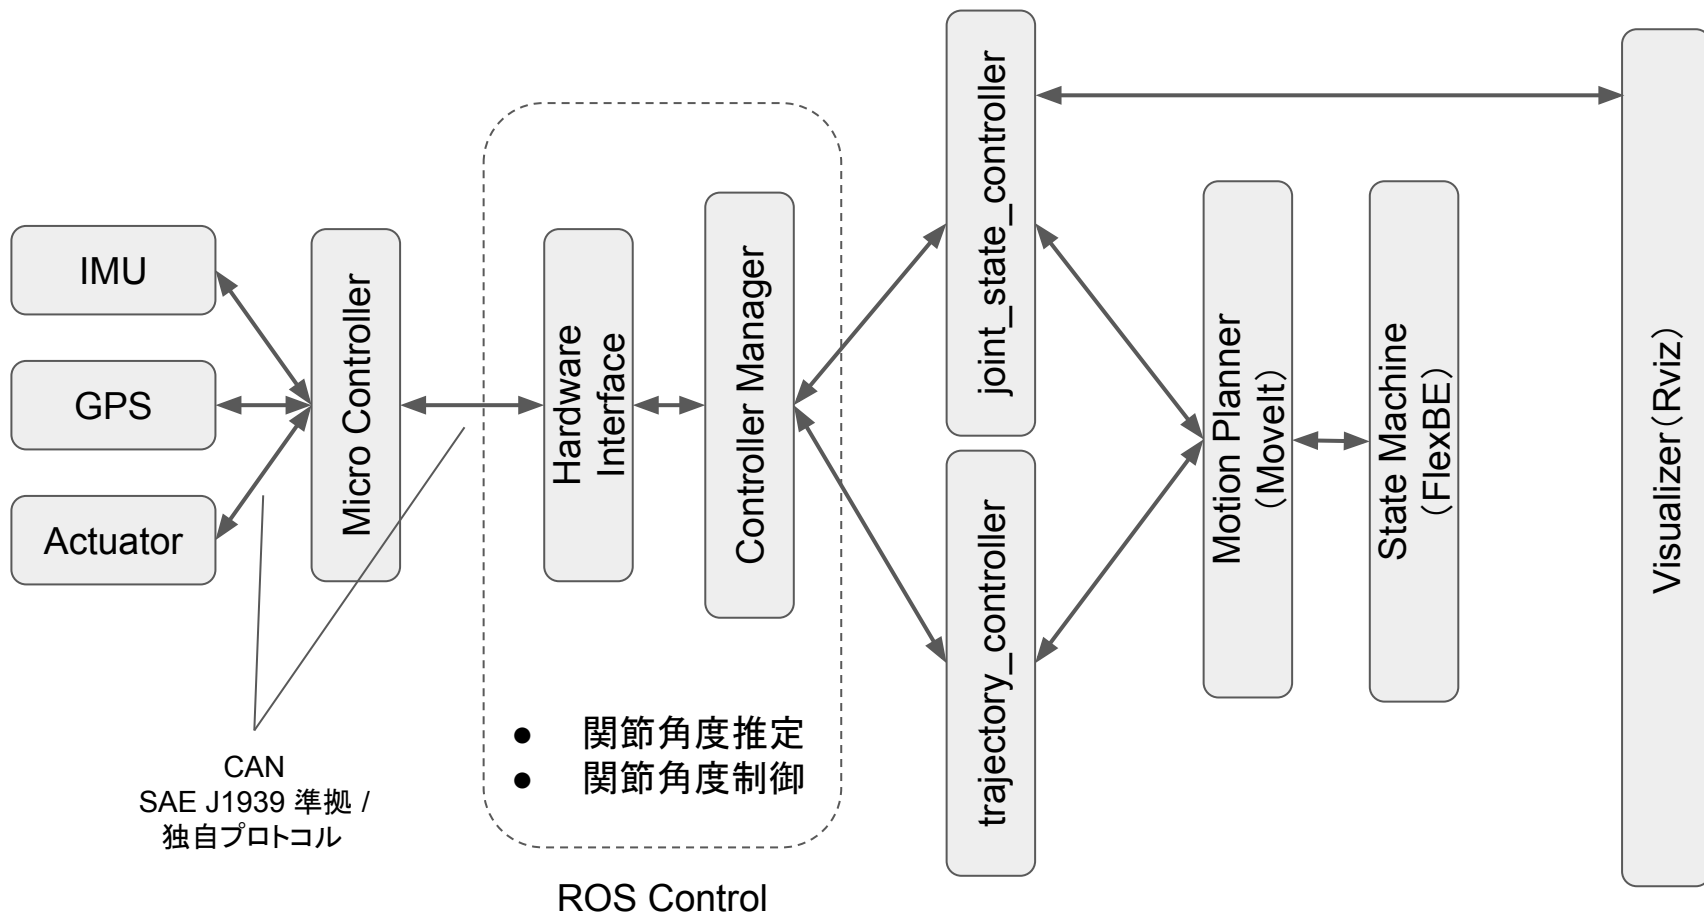 IMU
GPS
Actuator
Micro Controller
CAN
SAE J1939 準拠 /
独自プロトコル
Hardware
Interface
Controller Manager
● 関節角度推定
● 関節角度制御
ROS Control
joint_state_controller
trajectory_controller
Motion Planner
（MoveIt）
State Machine
（FlexBE）
Visualizer（Rviz）